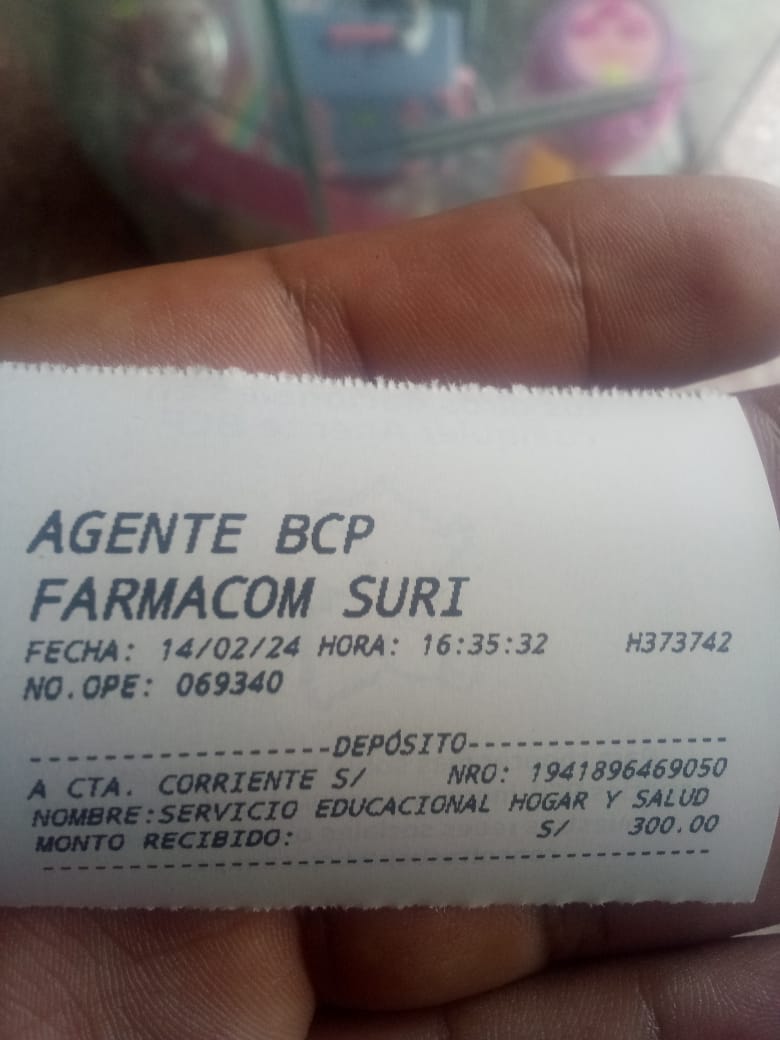 AGENTE BCP
FARMACOM SURI
FECHA: 14/02/24 HORA: 16:35:32 H373742
NO.OPE: 069340
-----------------DEPÓSITO-----------------
A CTA. CORRIENTE S/ NRO: 1941896469050
NOMBRE:SERVICIO EDUCACIONAL HOGAR Y SALUD
MONTO RECIBIDO: S/ 300.00
------------------------------------------